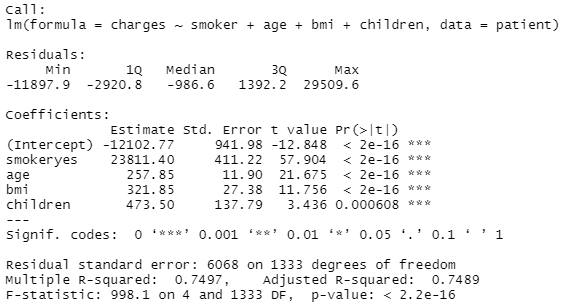 Call:
lm(formula = charges ~ smoker + age + bmi + children, data = patient)
Residuals:
Min 1Q Median 3Q Max
-11897.9 -2920.8 -986.6 1392.2 29509.6
Coefficients:
Estimate Std. Error t value Pr(>|t|)
(Intercept) -12102.77 941.98 -12.848 < 2e-16 ***
smokeryes 23811.40 411.22 57.904 < 2e-16 ***
age 257.85 11.90 21.675 < 2e-16 ***
bmi 321.85 27.38 11.756 < 2e-16 ***
children 473.50 137.79 3.436 0.000608 ***
---
Signif. codes: 0 ‘***’ 0.001 ‘**’ 0.01 ‘*’ 0.05 ‘.’ 0.1 ‘ ’ 1
Residual standard error: 6068 on 1333 degrees of freedom
Multiple R-squared: 0.7497, Adjusted R-squared: 0.7489
F-statistic: 998.1 on 4 and 1333 DF, p-value: < 2.2e-16